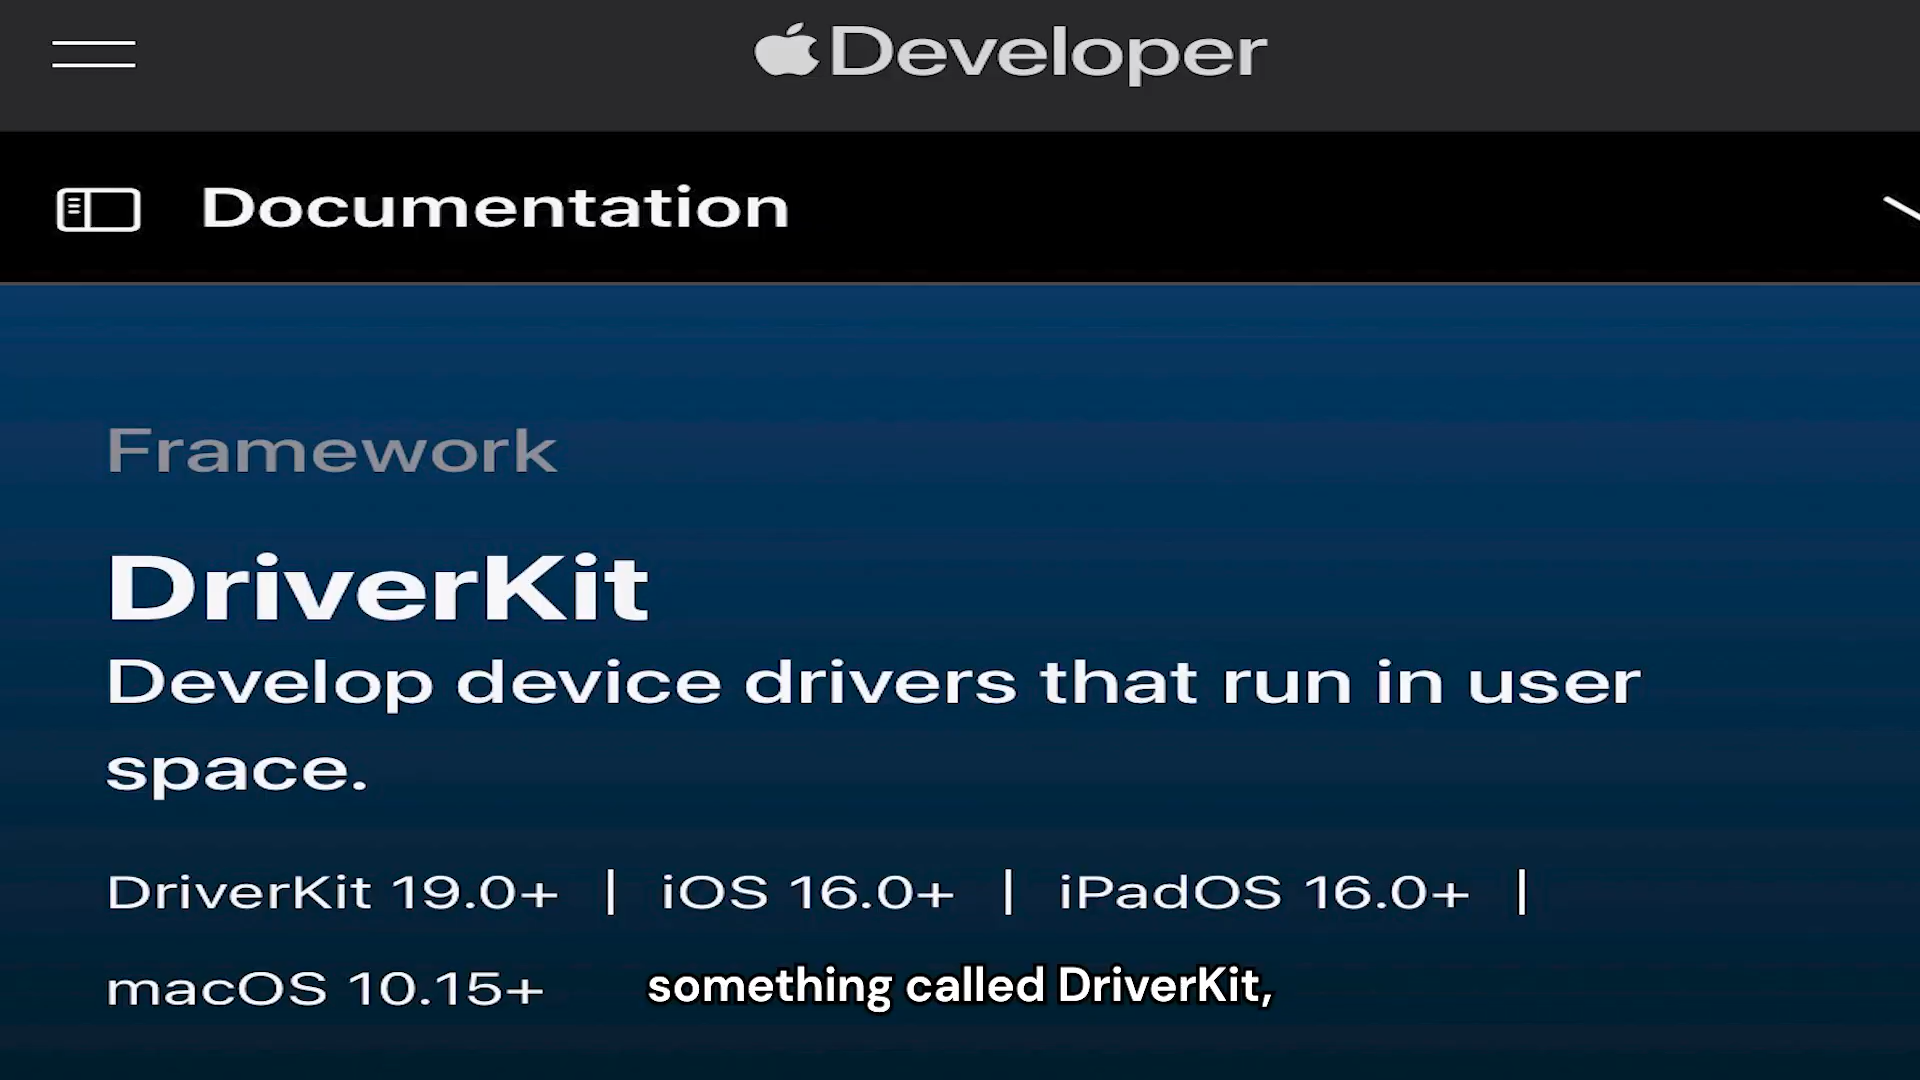 Developer
Documentation
Framework
DriverKit
Develop device drivers that run in user
space.
DriverKit 19.0+ | iOS 16.0+ | iPadOS 16.0+ |
macOS 10.15+
something called DriverKit,